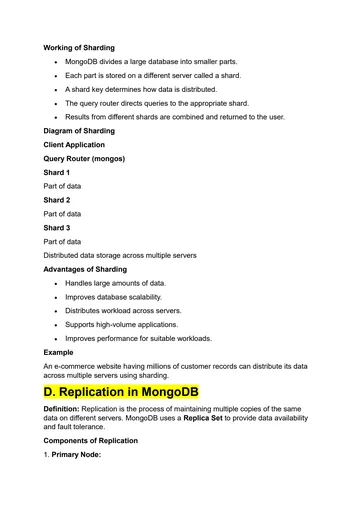 Working of Sharding
• MongoDB divides a large database into smaller parts.
• Each part is stored on a different server called a shard.
• A shard key determines how data is distributed.
• The query router directs queries to the appropriate shard.
• Results from different shards are combined and returned to the user.
Diagram of Sharding
Client Application
Query Router (mongos)
Shard 1
Part of data
Shard 2
Part of data
Shard 3
Part of data
Distributed data storage across multiple servers
Advantages of Sharding
• Handles large amounts of data.
• Improves database scalability.
• Distributes workload across servers.
• Supports high-volume applications.
• Improves performance for suitable workloads.
Example
An e-commerce website having millions of customer records can distribute its data
across multiple servers using sharding.
D. Replication in MongoDB
Definition: Replication is the process of maintaining multiple copies of the same
data on different servers. MongoDB uses a Replica Set to provide data availability
and fault tolerance.
Components of Replication
1. Primary Node: